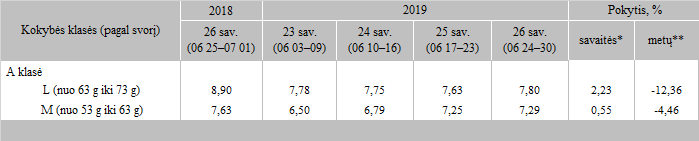 Kokybės klasės (pagal svorį) 2018 2019 Pokytis, %
26 sav. (06 25–07 01) 23 sav. (06 03–09) 24 sav. (06 10–16) 25 sav. (06 17–23) 26 sav. (06 24–30) savaitės* metų**
A klasė
L (nuo 63 g iki 73 g) 8,90 7,78 7,75 7,63 7,80 2,23 -12,36
M (nuo 53 g iki 63 g) 7,63 6,50 6,79 7,25 7,29 0,55 -4,46